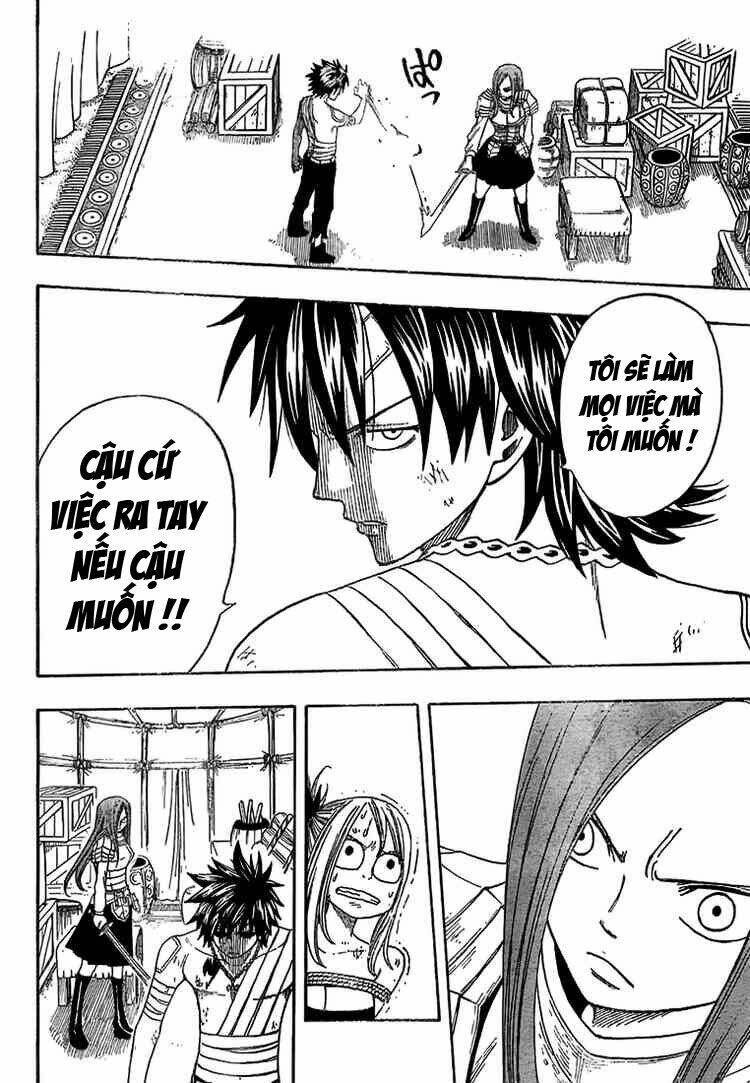 ぱっ
TÔI SẼ LÀM
MỌI VIỆC MÀ
TÔI MUỐN !
CẬU CỨ
VIỆC RA TAY
NẾU CẬU
MUỐN !!